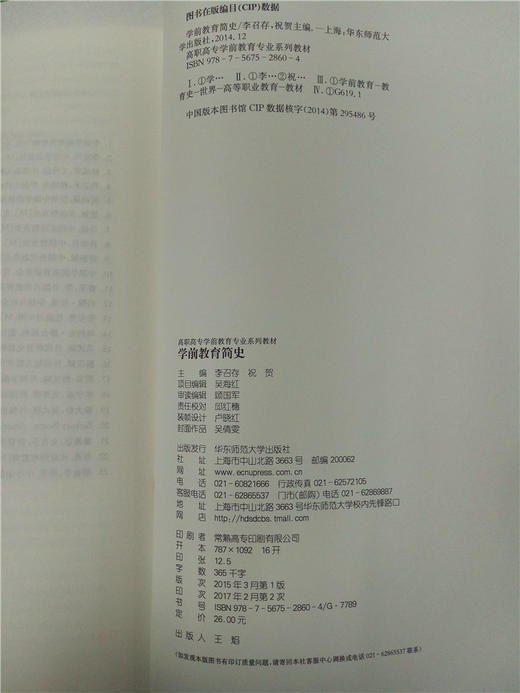 图书在版编目(CIP)数据
学前教育简史/李召存,祝贺主编.—上海:华东师范大
学出版社,2014.12
高职高专学前教育专业系列教材
ISBN 978-7-5675-2860-4
Ⅰ.①学… Ⅱ.①李…②祝… Ⅲ.①学前教育-教
育史-世界-高等职业教育-教材 Ⅳ.①G619.1
中国版本图书馆CIP数据核字(2014)第295486号
高职高专学前教育专业系列教材
学前教育简史
主 编 李召存 祝 贺
项目编辑 吴海红
审读编辑 顾国军
责任校对 邱红穗
装帧设计 卢晓红
封面作品 吴倩雯
出版发行 华东师范大学出版社
社 址 上海市中山北路3663号 邮编 200062
网 址 www.ecnupress.com.cn
电 话 021-60821666 行政传真 021-62572105
客服电话 021-62865537 门市(邮购)电话 021-62869887
地 址 上海市中山北路3663号华东师范大学校内先锋路口
网 店 http://hdsdcbs.tmall.com
印 刷 者 常熟高专印刷有限公司
开 本 787×1092 16开
印 张 12.5
字 数 365千字
版 次 2015年3月第1版
印 次 2017年2月第2次
书 号 ISBN 978-7-5675-2860-4/G·7789
定 价 26.00元
出 版 人 王 焰
(如发现本版图书有印订质量问题,请寄回本社客服中心调换或电话021-62865537联系)